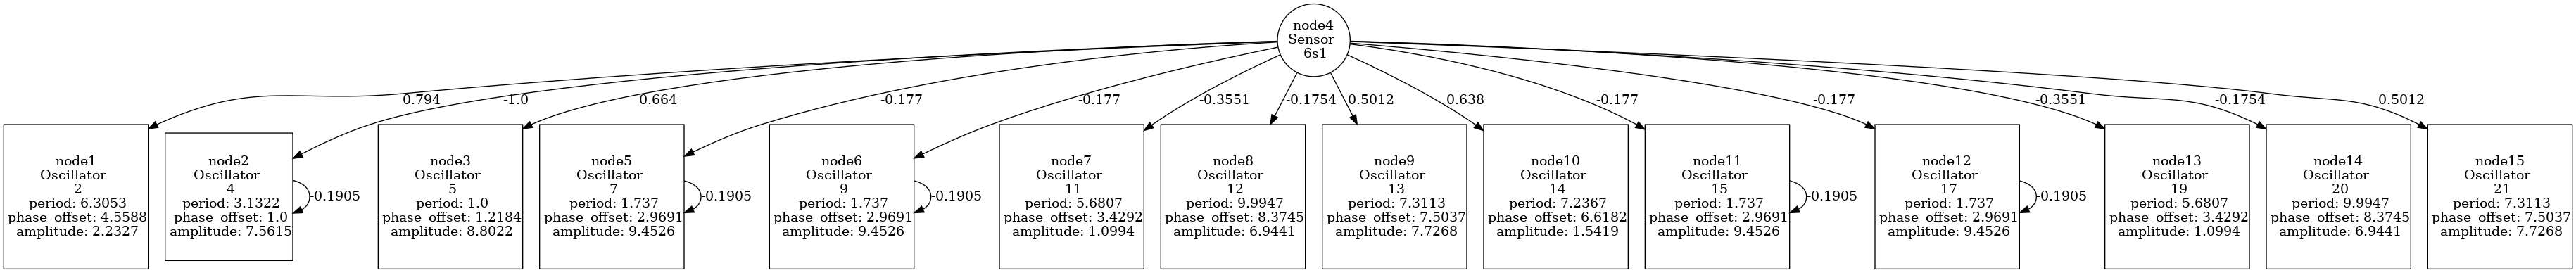 node4
Sensor
6s1
0.794
-1.0
0.664
-0.177
-0.177
-0.3551
-0.1754
0.5012
0.638
-0.177
-0.177
-0.3551
-0.1754
0.5012
node1
Oscillator
2
period: 6.3053
phase_offset: 4.5588
amplitude: 2.2327
node2
Oscillator
4
period: 3.1322
phase_offset: 1.0
amplitude: 7.5615
-0.1905
node3
Oscillator
5
period: 1.0
phase_offset: 1.2184
amplitude: 8.8022
node5
Oscillator
7
period: 1.737
phase_offset: 2.9691
amplitude: 9.4526
-0.1905
node6
Oscillator
9
period: 1.737
phase_offset: 2.9691
amplitude: 9.4526
-0.1905
node7
Oscillator
11
period: 5.6807
phase_offset: 3.4292
amplitude: 1.0994
node8
Oscillator
12
period: 9.9947
phase_offset: 8.3745
amplitude: 6.9441
node9
Oscillator
13
period: 7.3113
phase_offset: 7.5037
amplitude: 7.7268
node10
Oscillator
14
period: 7.2367
phase_offset: 6.6182
amplitude: 1.5419
node11
Oscillator
15
period: 1.737
phase_offset: 2.9691
amplitude: 9.4526
-0.1905
node12
Oscillator
17
period: 1.737
phase_offset: 2.9691
amplitude: 9.4526
-0.1905
node13
Oscillator
19
period: 5.6807
phase_offset: 3.4292
amplitude: 1.0994
node14
Oscillator
20
period: 9.9947
phase_offset: 8.3745
amplitude: 6.9441
node15
Oscillator
21
period: 7.3113
phase_offset: 7.5037
amplitude: 7.7268